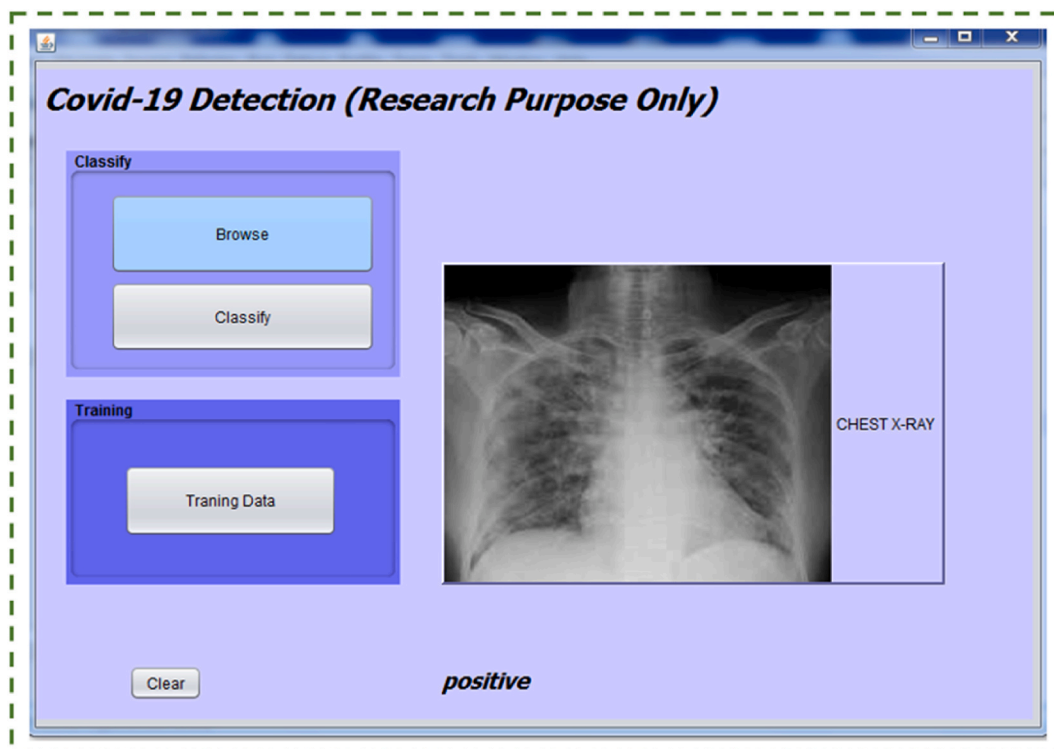 Covid-19 Detection (Research Purpose Only)
Classify
Browse
Classify
Training
Traning Data
CHEST X-RAY
Clear
positive